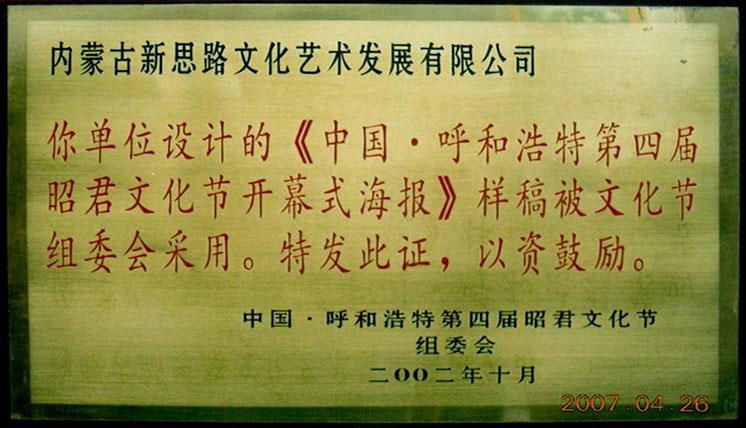 内蒙古新思路文化艺术发展有限公司
你单位设计的《中国·呼和浩特第四届
昭君文化节开幕式海报》样稿被文化节
组委会采用。特发此证，以资鼓励。
中国·呼和浩特第四届昭君文化节
组委会
二〇〇二年十月
2007.04.26